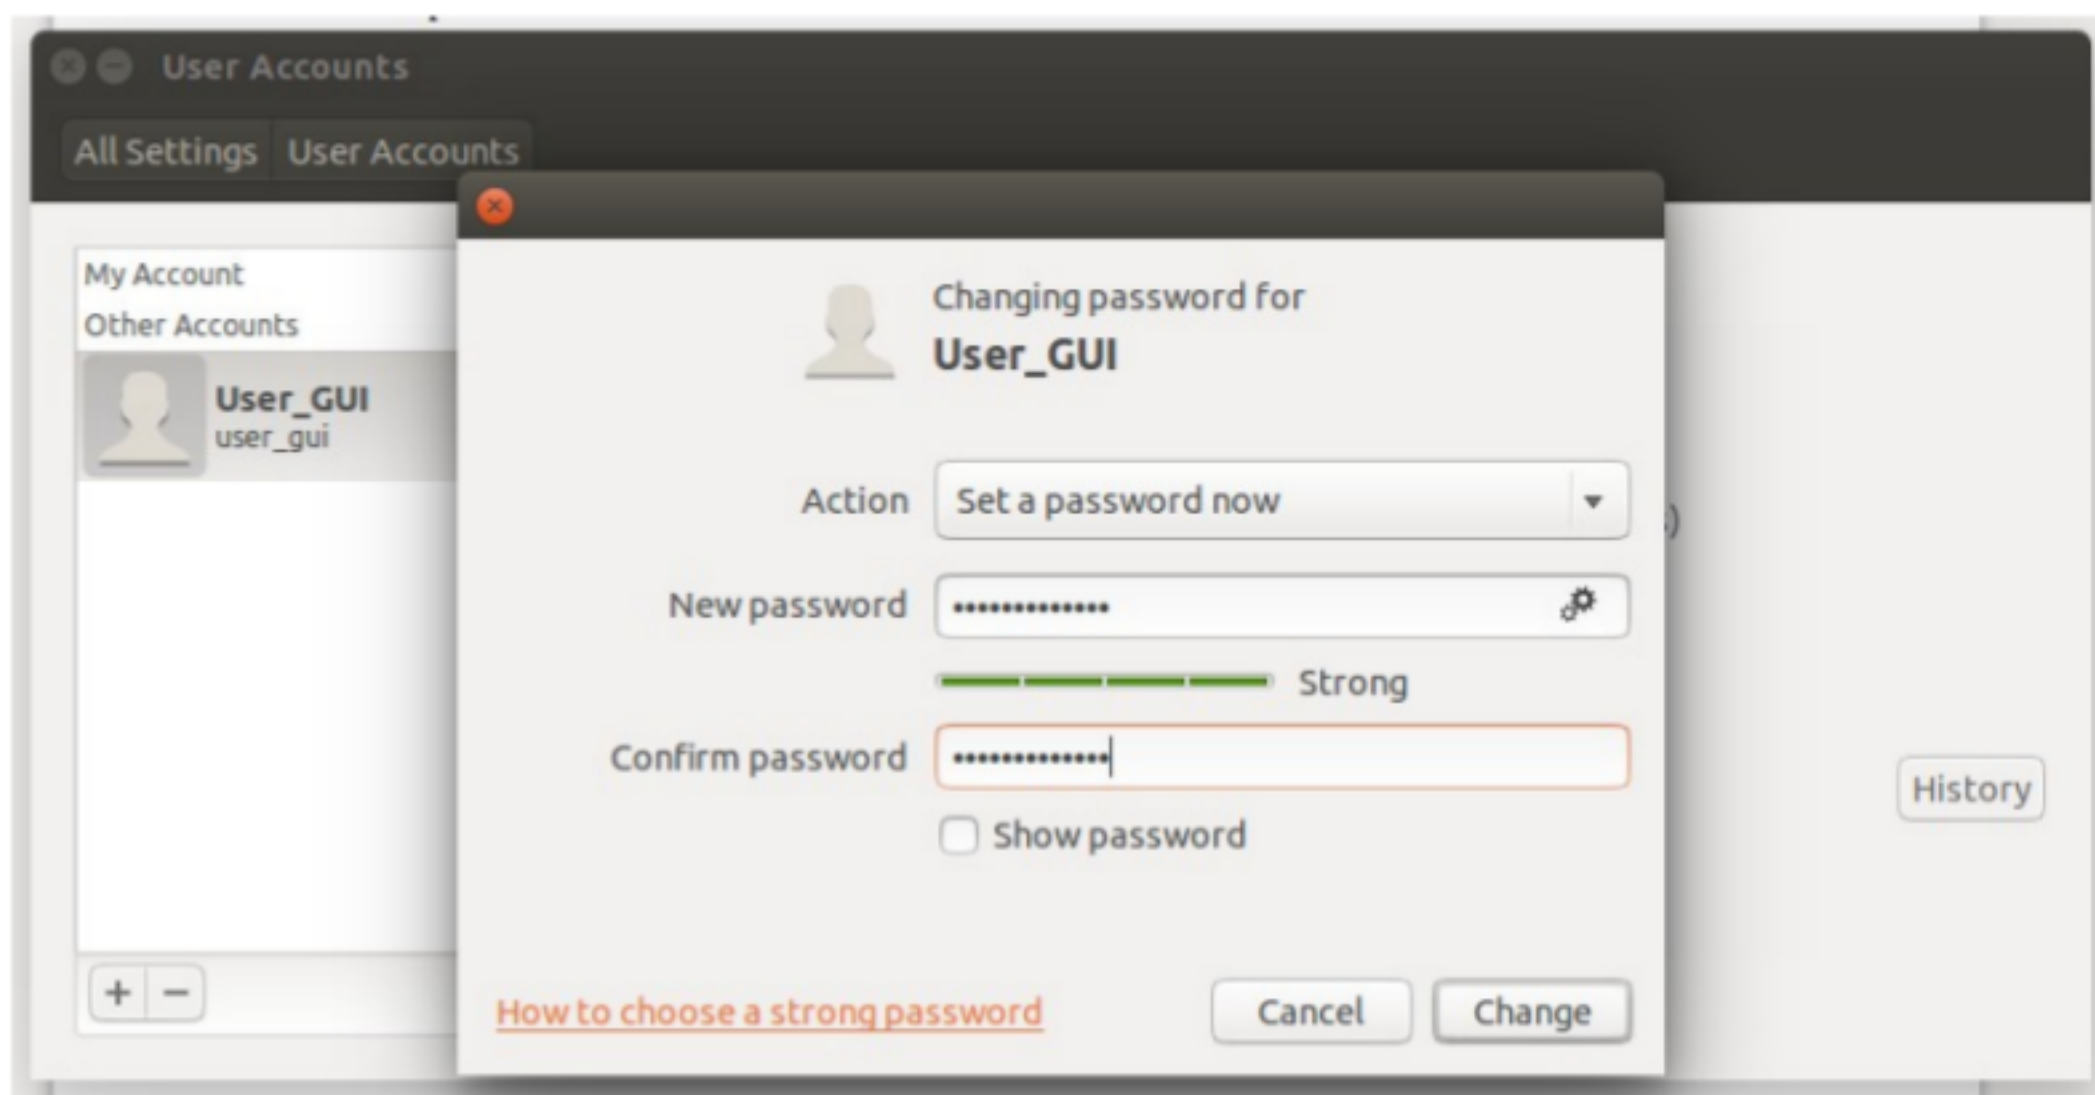 User Accounts
All Settings User Accounts
My Account
Other Accounts
User_GUI
user_gui
Changing password for
User_GUI
Action Set a password now
New password •••••••••••••
Strong
Confirm password •••••••••••••
Show password
History
How to choose a strong password Cancel Change